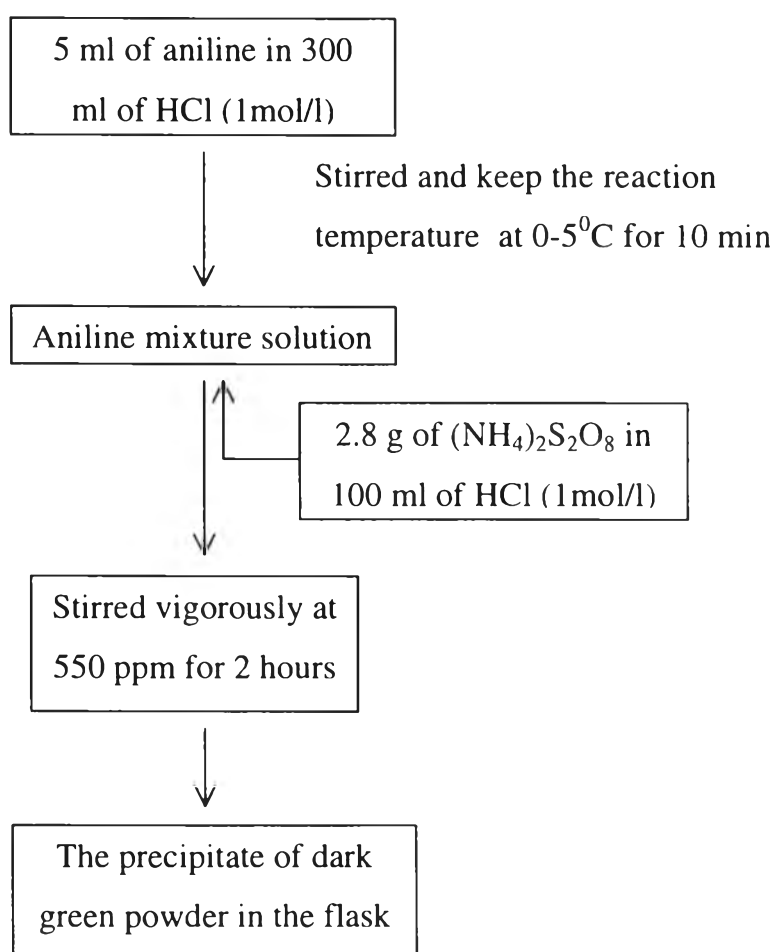 5 ml of aniline in 300
ml of HCl (1mol/l)
Stirred and keep the reaction
temperature at 0-5⁰C for 10 min
Aniline mixture solution
2.8 g of (NH₄)₂S₂O₈ in
100 ml of HCl (1mol/l)
Stirred vigorously at
550 ppm for 2 hours
The precipitate of dark
green powder in the flask